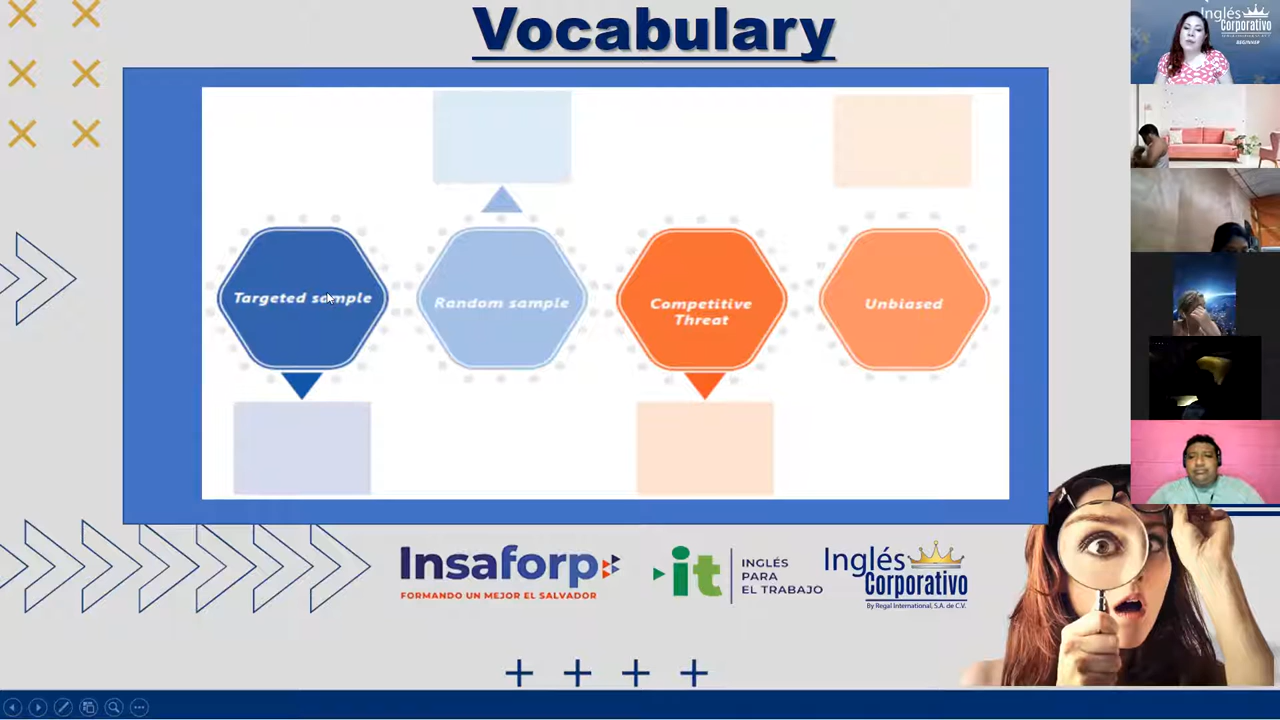 Vocabulary
Targeted sample
Random sample
Competitive
Threat
Unbiased
Insaforp
FORMANDO UN MEJOR EL SALVADOR
it
INGLÉS
PARA
EL TRABAJO
Inglés
Corporativo
By Regal International, S.A. de C.V.
Inglés
Corporativo
BEGINNER